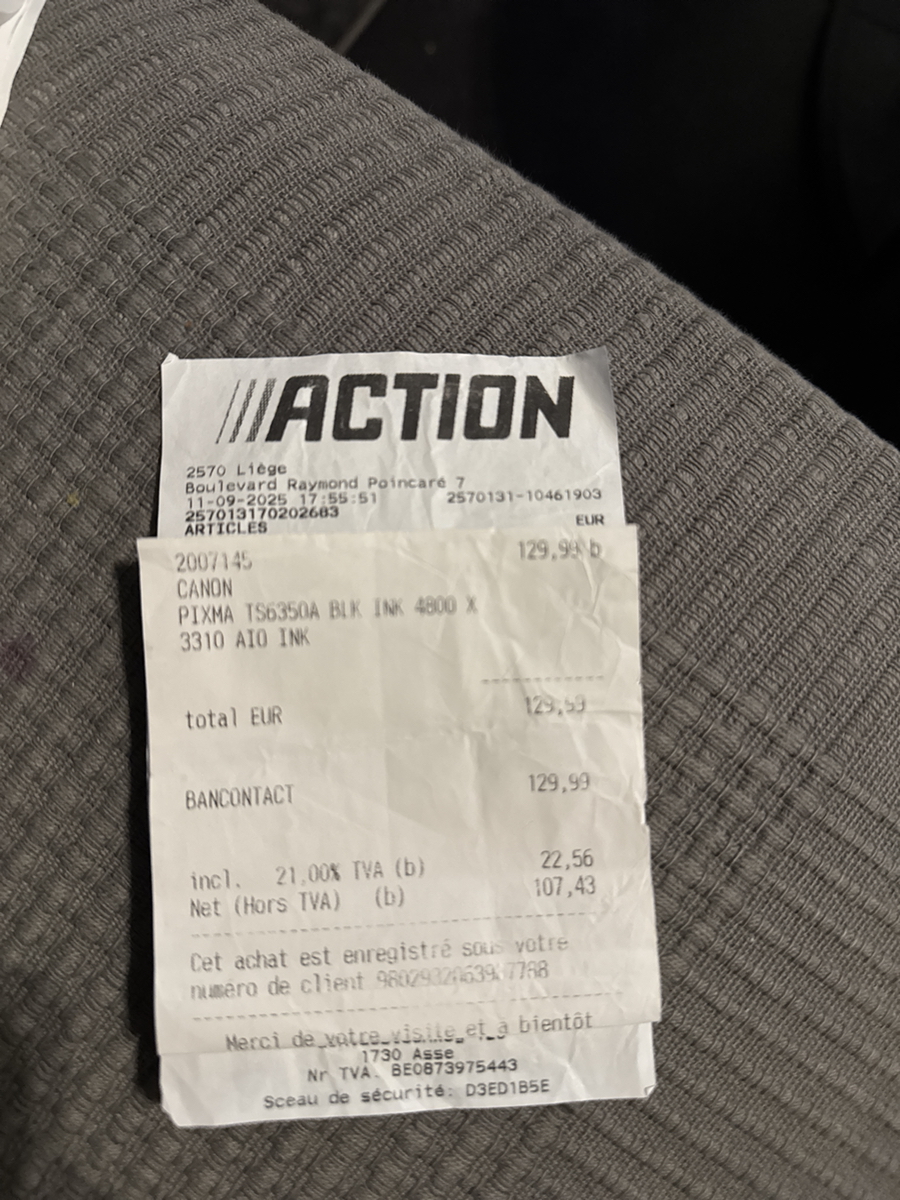 ACTION
2570 Liège
Boulevard Raymond Poincaré 7
11-09-2025 17:55:51 2570131-10461903
257013170202683
ARTICLES EUR
2007145 129,99 b
CANON
PIXMA TS6350A BLK INK 4800 X
3310 AIO INK
total EUR 129,99
BANCONTACT 129,99
incl. 21,00% TVA (b) 22,56
Net (Hors TVA) (b) 107,43
Cet achat est enregistré sous votre
numéro de client
Merci de votre visite et à bientôt
1730 Asse
Nr TVA. BE0873975443
Sceau de sécurité: D3ED1B5E